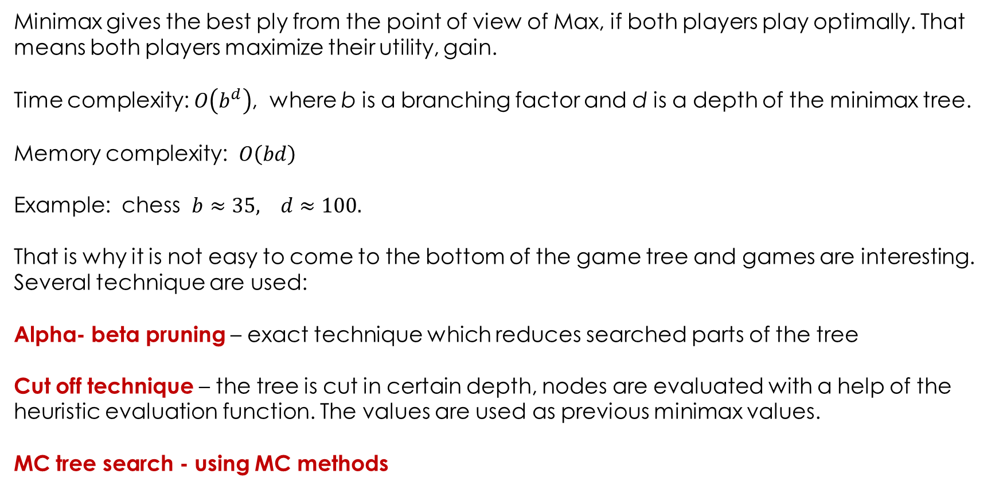 Minimax gives the best ply from the point of view of Max, if both players play optimally. That
means both players maximize their utility, gain.
Time complexity: O(b^d), where b is a branching factor and d is a depth of the minimax tree.
Memory complexity: O(bd)
Example: chess b ≈ 35, d ≈ 100.
That is why it is not easy to come to the bottom of the game tree and games are interesting.
Several technique are used:
Alpha- beta pruning – exact technique which reduces searched parts of the tree
Cut off technique – the tree is cut in certain depth, nodes are evaluated with a help of the
heuristic evaluation function. The values are used as previous minimax values.
MC tree search - using MC methods